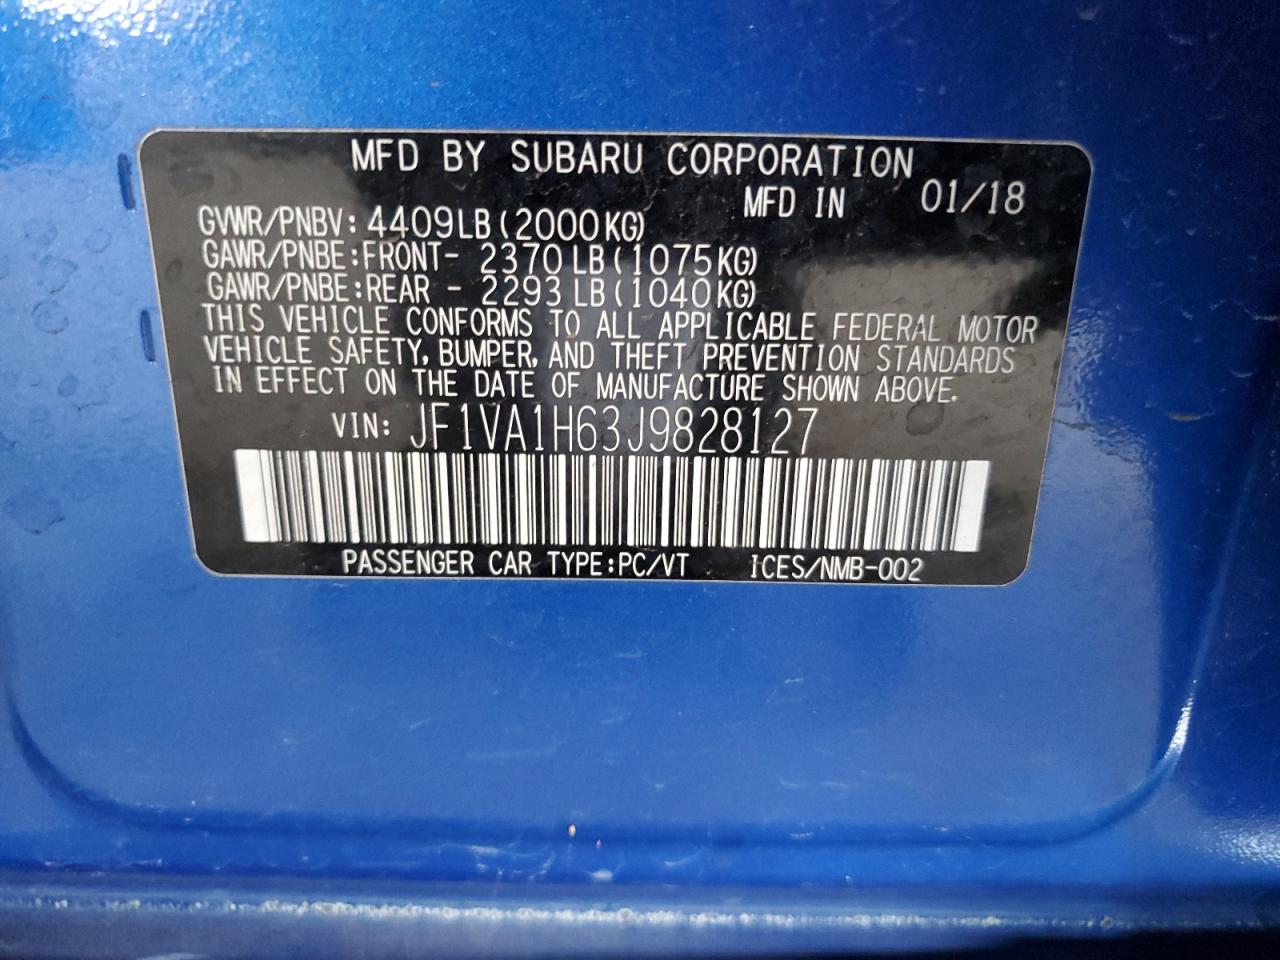 MFD BY SUBARU CORPORATION
MFD IN 01/18
GVWR/PNBV: 4409LB (2000KG)
GAWR/PNBE:FRONT- 2370LB (1075KG)
GAWR/PNBE:REAR - 2293LB (1040KG)
THIS VEHICLE CONFORMS TO ALL APPLICABLE FEDERAL MOTOR
VEHICLE SAFETY, BUMPER, AND THEFT PREVENTION STANDARDS
IN EFFECT ON THE DATE OF MANUFACTURE SHOWN ABOVE.
VIN: JF1VA1H63J9828127
PASSENGER CAR TYPE:PC/VT ICES/NMB-002